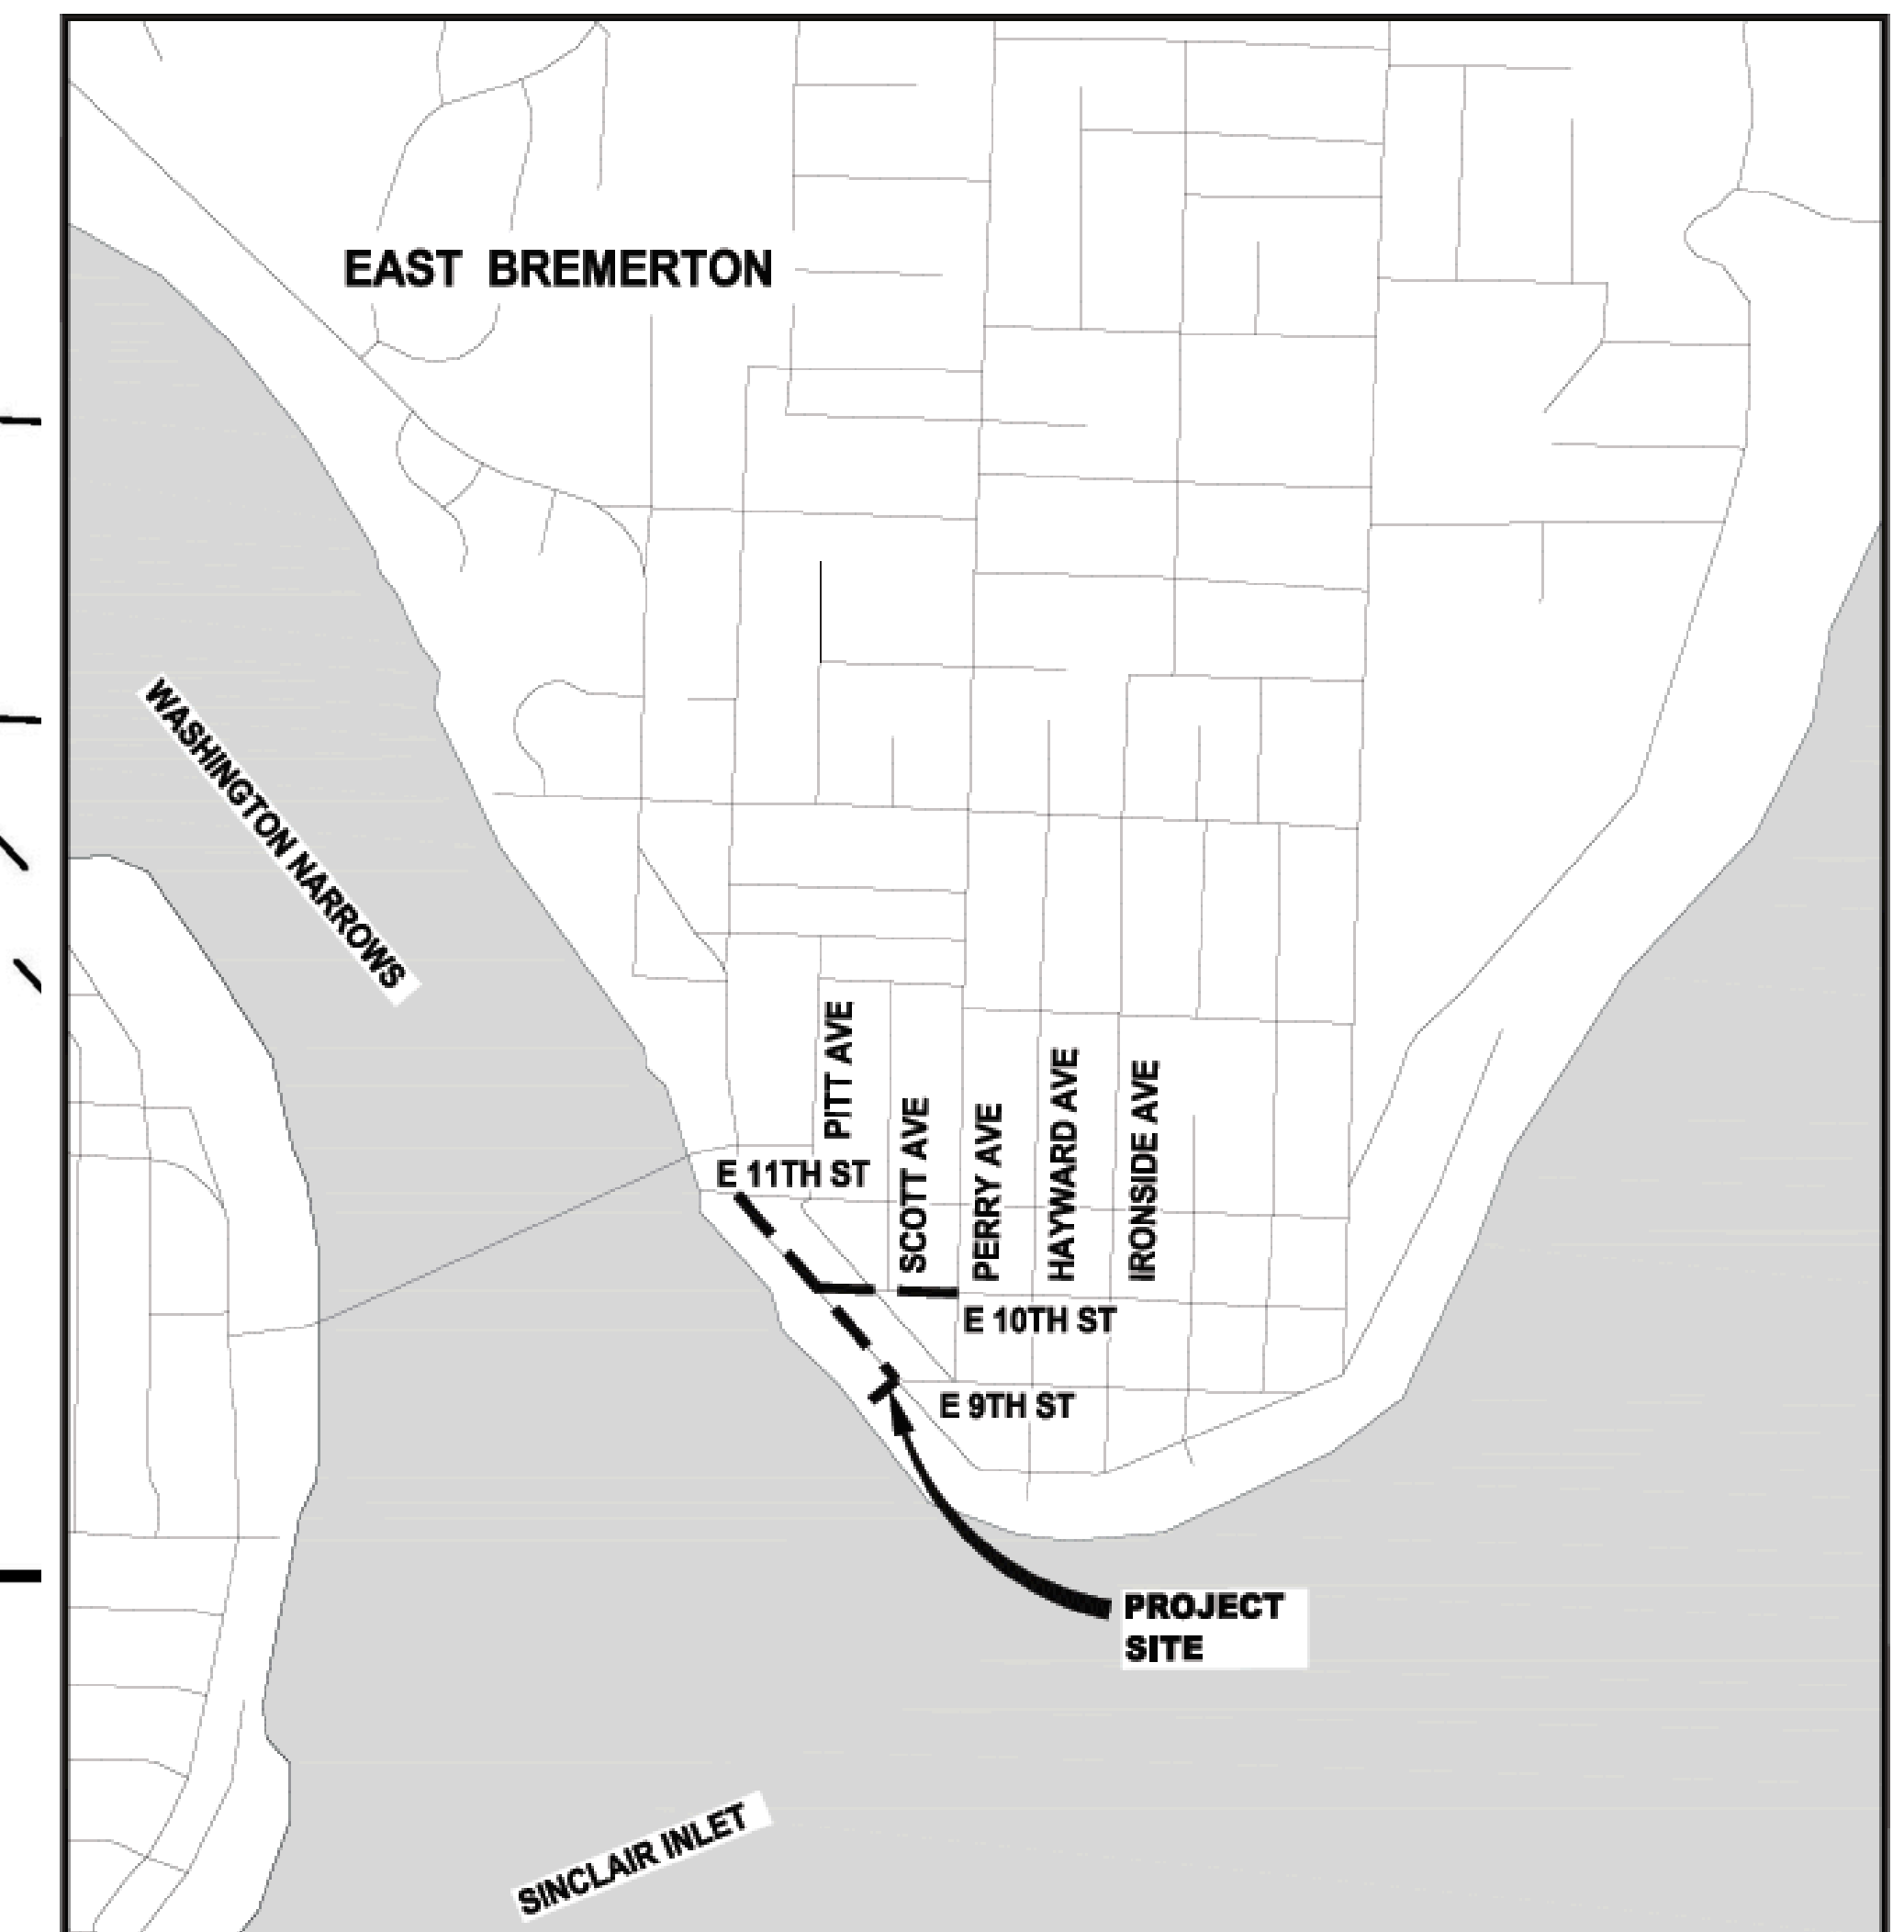 EAST BREMERTON
WASHINGTON NARROWS
PITT AVE
SCOTT AVE
PERRY AVE
HAYWARD AVE
IRONSIDE AVE
E 11TH ST
E 10TH ST
E 9TH ST
PROJECT
SITE
SINCLAIR INLET